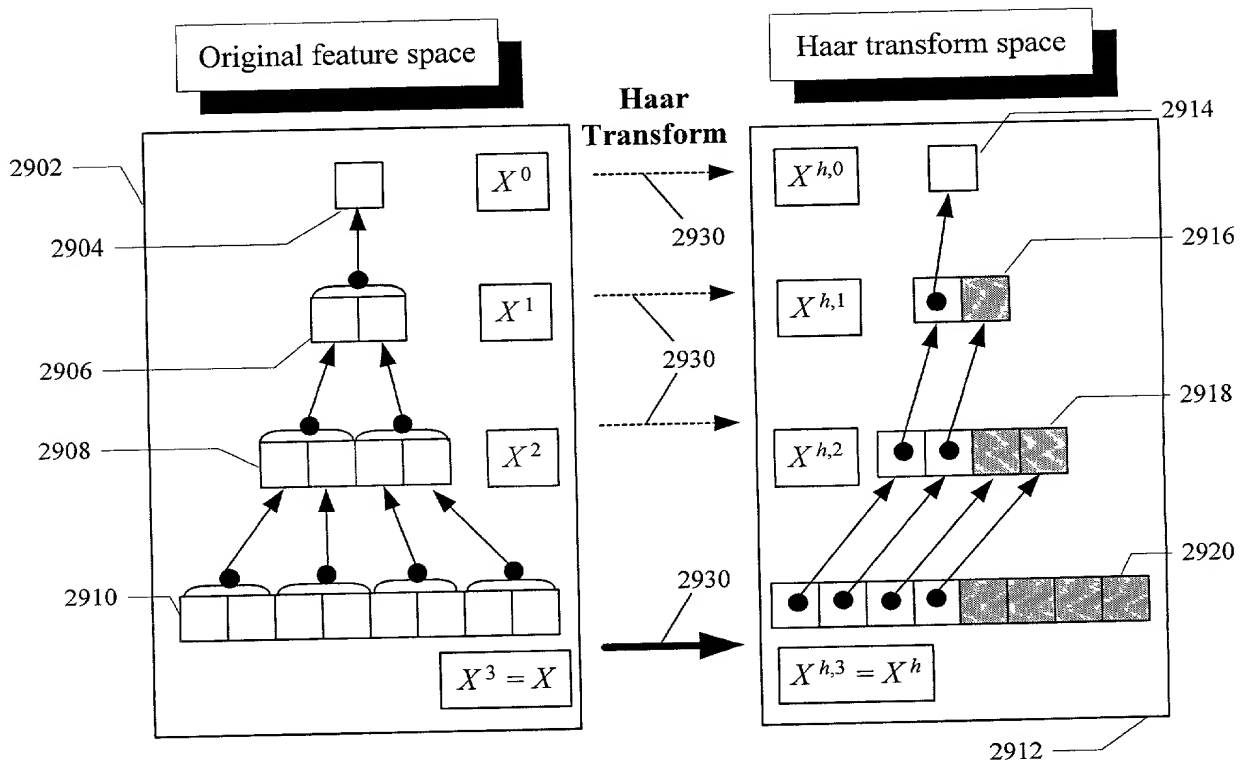 Original feature space
Haar transform space
Haar
Transform
2902
2904
2906
2908
2910
X^0
X^1
X^2
X^3 = X
2930
2930
2930
X^{h,0}
X^{h,1}
X^{h,2}
X^{h,3} = X^h
2914
2916
2918
2920
2912